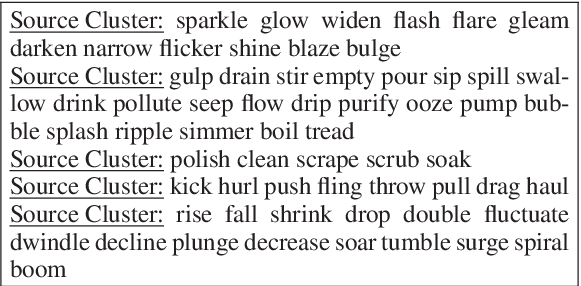 Source Cluster: sparkle glow widen flash flare gleam
darken narrow flicker shine blaze bulge
Source Cluster: gulp drain stir empty pour sip spill swal-
low drink pollute seep flow drip purify ooze pump bub-
ble splash ripple simmer boil tread
Source Cluster: polish clean scrape scrub soak
Source Cluster: kick hurl push fling throw pull drag haul
Source Cluster: rise fall shrink drop double fluctuate
dwindle decline plunge decrease soar tumble surge spiral
boom